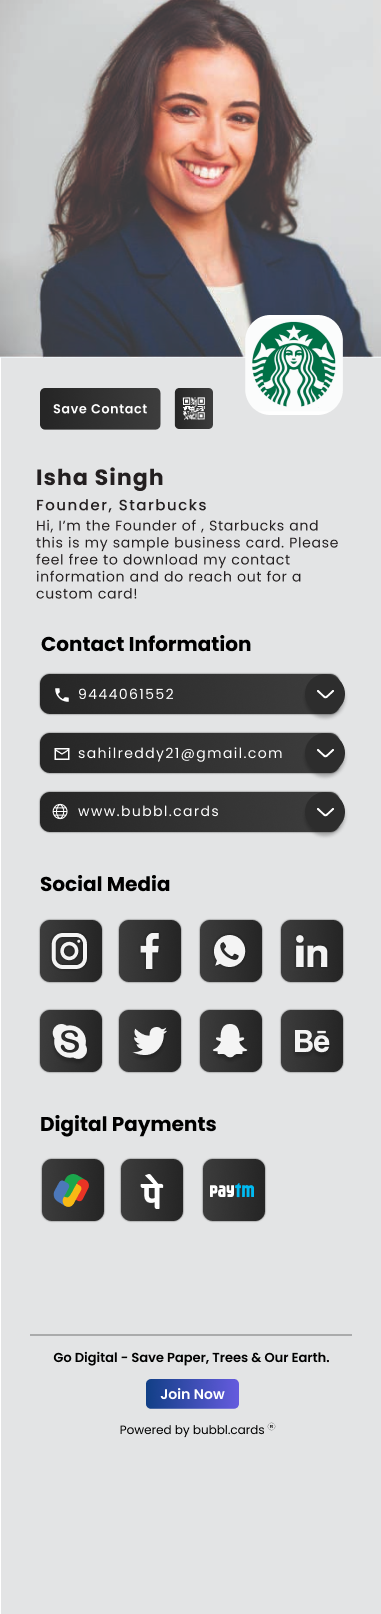 Save Contact
Isha Singh
Founder, Starbucks
Hi, I'm the Founder of , Starbucks and
this is my sample business card. Please
feel free to download my contact
information and do reach out for a
custom card!
Contact Information
9444061552
sahilreddy21@gmail.com
www.bubbl.cards
Social Media
f
in
S
Bē
Digital Payments
पे
paytm
Go Digital - Save Paper, Trees & Our Earth.
Join Now
Powered by bubbl.cards ®